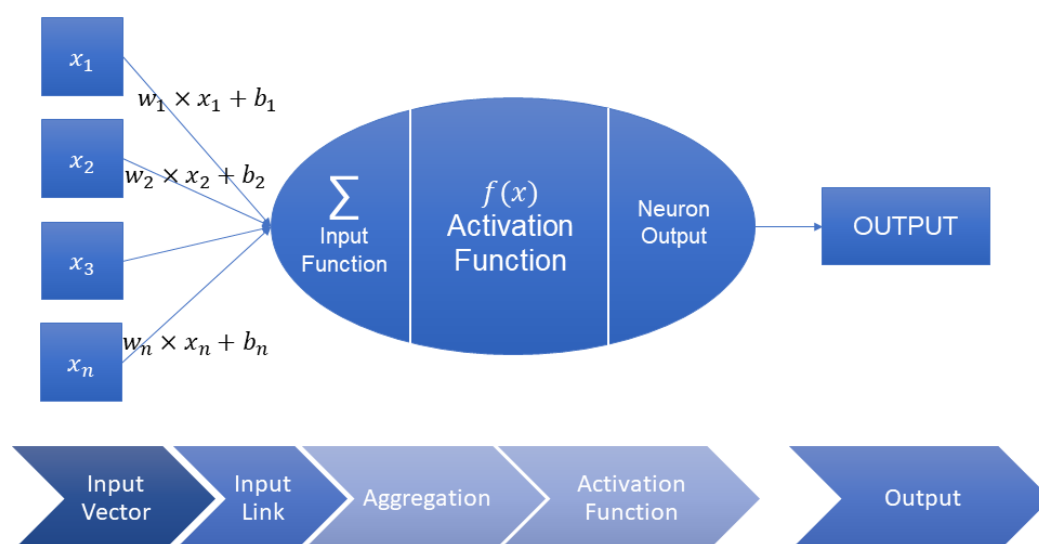 x₁
w₁ × x₁ + b₁
x₂
w₂ × x₂ + b₂
x₃
xₙ
wₙ × xₙ + bₙ
∑
Input
Function
f(x)
Activation
Function
Neuron
Output
OUTPUT
Input
Vector
Input
Link
Aggregation
Activation
Function
Output